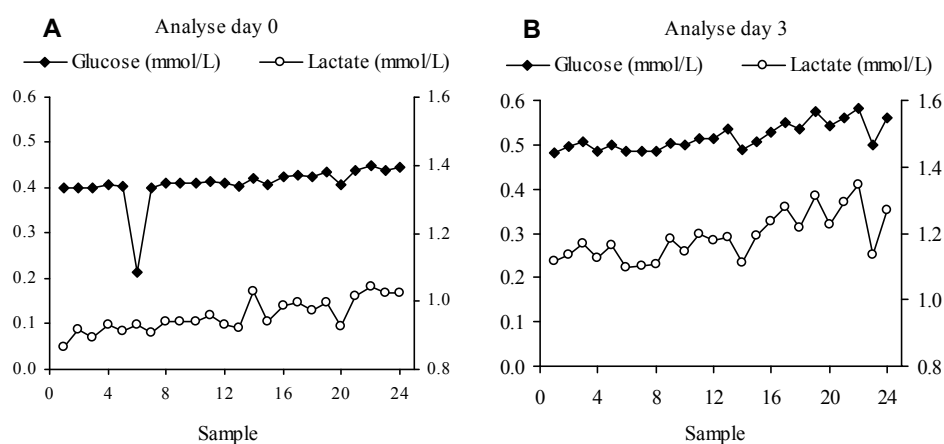 A
Analyse day 0
Glucose (mmol/L)
Lactate (mmol/L)
0.6
0.5
0.4
0.3
0.2
0.1
0.0
1.6
1.4
1.2
1.0
0.8
0 4 8 12 16 20 24
Sample
B
Analyse day 3
Glucose (mmol/L)
Lactate (mmol/L)
0.6
0.5
0.4
0.3
0.2
0.1
0.0
1.6
1.4
1.2
1.0
0.8
0 4 8 12 16 20 24
Sample